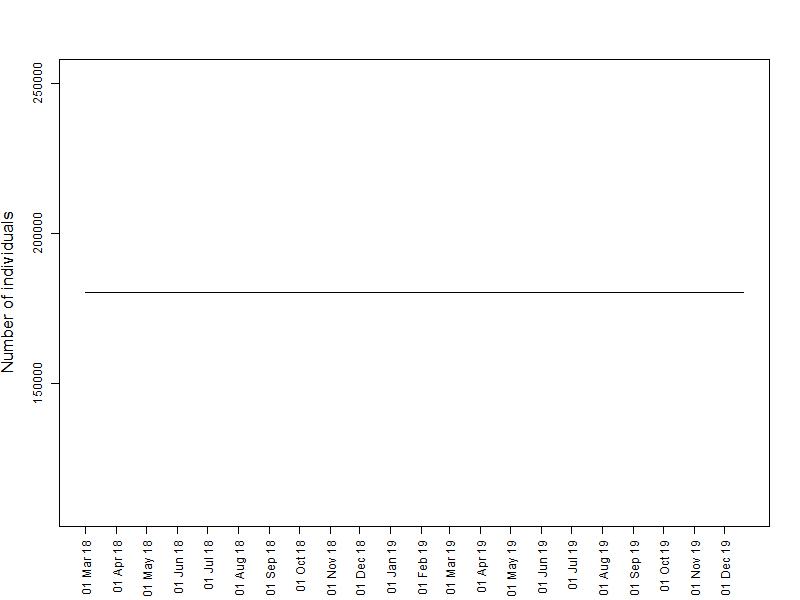 Number of individuals
250000
200000
150000
01 Mar 18
01 Apr 18
01 May 18
01 Jun 18
01 Jul 18
01 Aug 18
01 Sep 18
01 Oct 18
01 Nov 18
01 Dec 18
01 Jan 19
01 Feb 19
01 Mar 19
01 Apr 19
01 May 19
01 Jun 19
01 Jul 19
01 Aug 19
01 Sep 19
01 Oct 19
01 Nov 19
01 Dec 19